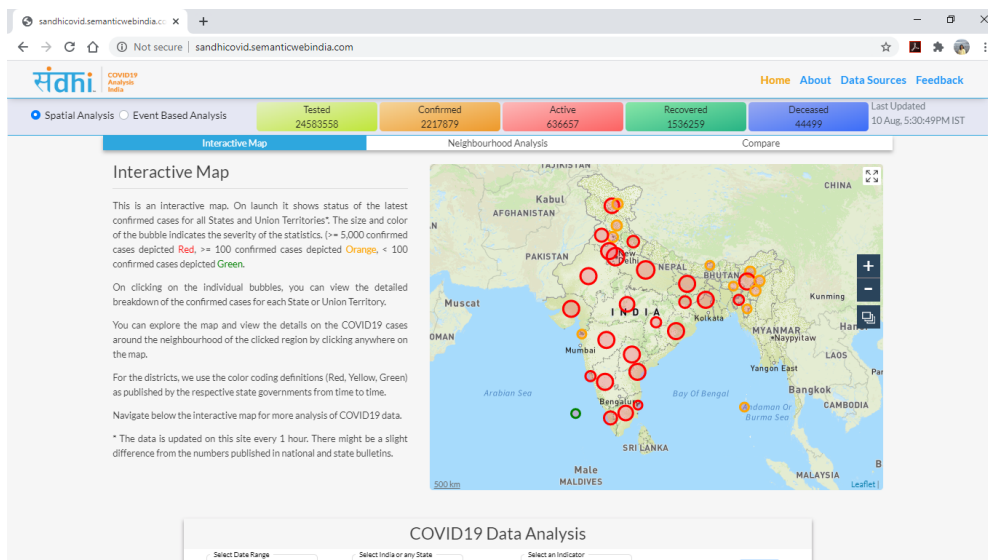 sandhicovid.semanticwebindia.cc
Not secure
sandhicovid.semanticwebindia.com
संdhi
COVID19
Analysis
India
Home About Data Sources Feedback
Spatial Analysis Event Based Analysis
Tested
24583558
Confirmed
2217879
Active
636657
Recovered
1536259
Deceased
44499
Last Updated
10 Aug, 5:30:49PM IST
Interactive Map
Neighbourhood Analysis
Compare
Interactive Map
This is an interactive map. On launch it shows status of the latest
confirmed cases for all States and Union Territories*. The size and color
of the bubble indicates the severity of the statistics. (>= 5,000 confirmed
cases depicted Red, >= 100 confirmed cases depicted Orange, < 100
confirmed cases depicted Green.
On clicking on the individual bubbles, you can view the detailed
breakdown of the confirmed cases for each State or Union Territory.
You can explore the map and view the details on the COVID19 cases
around the neighbourhood of the clicked region by clicking anywhere on
the map.
For the districts, we use the color coding definitions (Red, Yellow, Green)
as published by the respective state governments from time to time.
Navigate below the interactive map for more analysis of COVID19 data.
* The data is updated on this site every 1 hour. There might be a slight
difference from the numbers published in national and state bulletins.
TAJIKISTAN
CHINA
Kabul
AFGHANISTAN
PAKISTAN
New
Delhi
NEPAL
BHUTAN
Kunming
Muscat
OMAN
INDIA
Kolkata
MYANMAR
Naypyitaw
Mumbai
LAOS
Yangon East
Arabian Sea
Bay Of Bengal
Bangkok
Bengaluru
Andaman Or
Burma Sea
CAMBODIA
SRI LANKA
Male
MALDIVES
MALAYSIA
500 km
Leaflet |
+
−
COVID19 Data Analysis
Select Date Range
Select India or any State
Select an Indicator